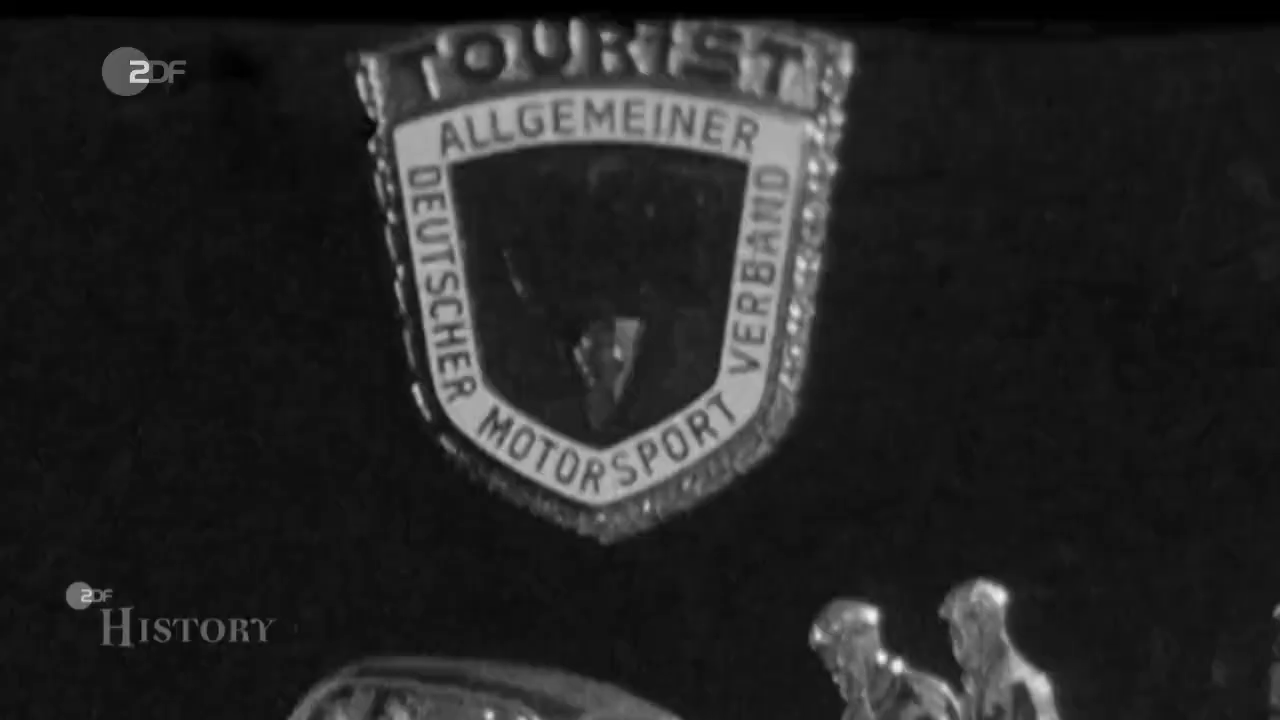 TOURIST
ZDF
ALLGEMEINER
DEUTSCHER
MOTORSPORT
VERBAND
ZDF
HISTORY